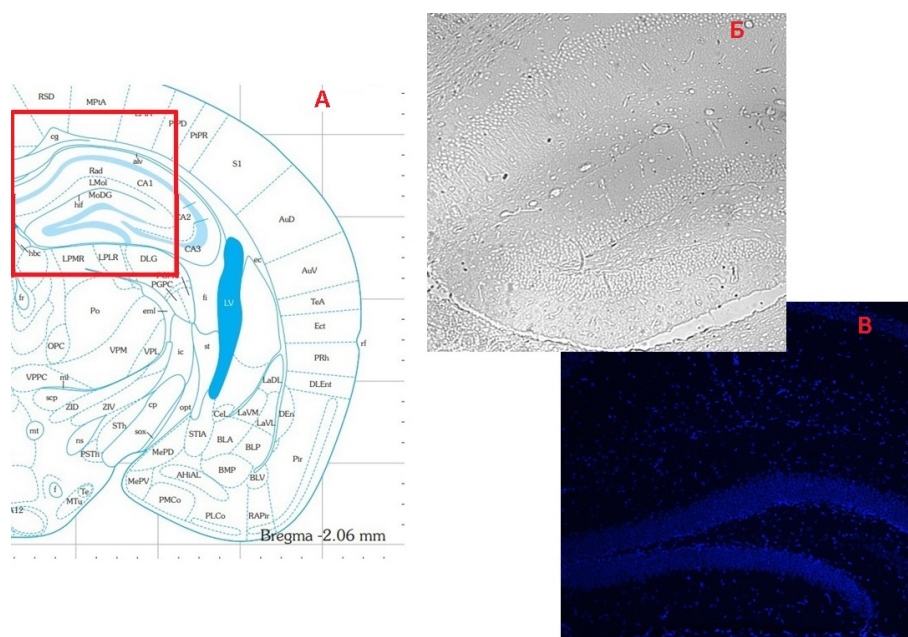 А
RSD
MPtA
PtPR
cg
S1
alv
Rad
CA1
LMol
MoDG
hif
AuD
CA2
CA3
hbc
LPMR
LPLR
DLG
ec
AuV
PGPC
LV
TeA
fr
Po
eml
fi
Ect
rf
OPC
VPM
VPL
ic
st
PRh
VPPC
ml
LaDL
DLEnt
scp
ZID
ZIV
cp
opt
CeL
LaVM
DEn
LaVL
mt
STh
sox
STIA
BLA
BLP
ns
PSTh
MePD
Pir
MePV
AHiAL
BMP
BLV
f
Te
MTu
PMCo
PLCo
RAPir
Bregma -2.06 mm
Б
В